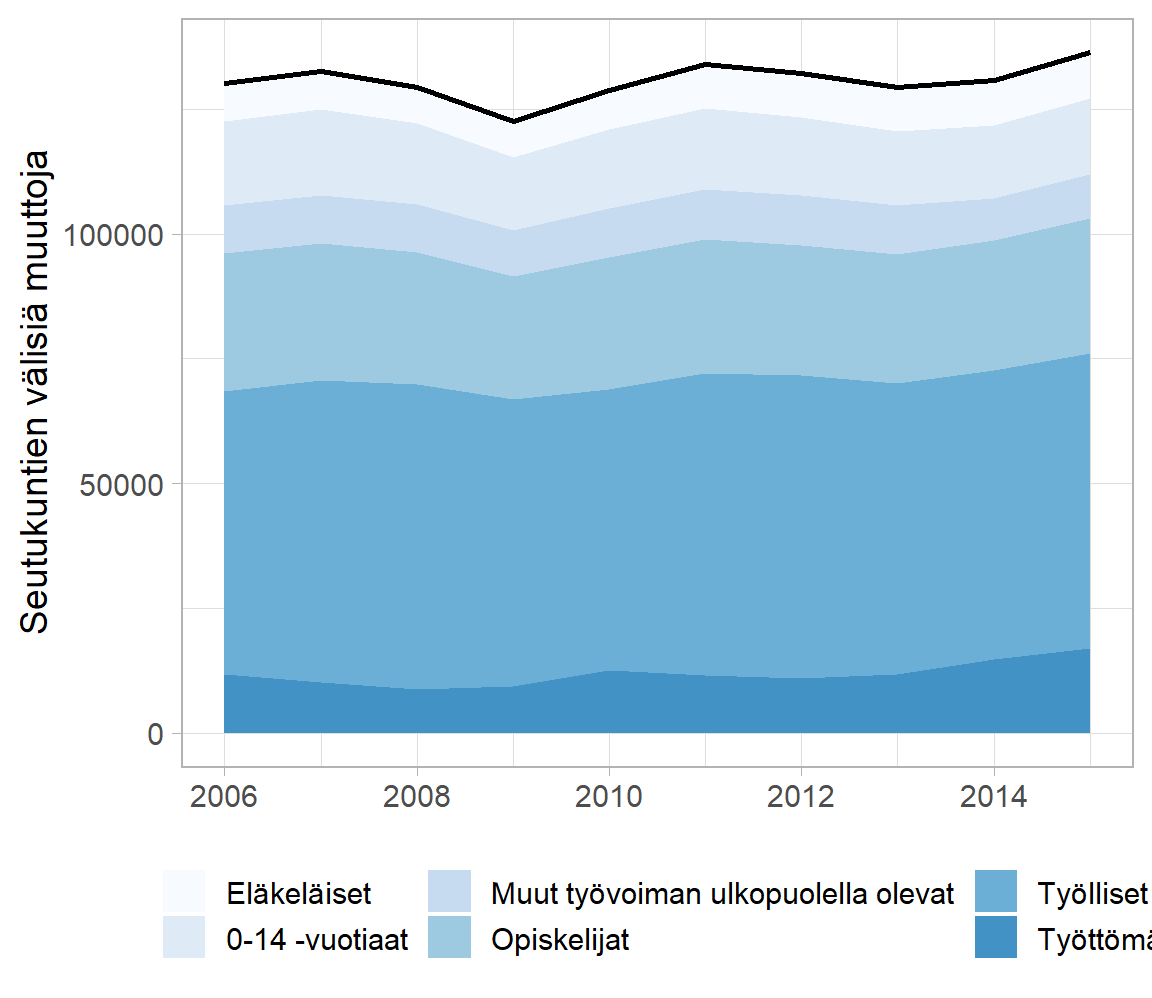 Seutukuntien välisiä muuttoja
100000
50000
0
2006 2008 2010 2012 2014
Eläkeläiset Muut työvoiman ulkopuolella olevat Työlliset
0-14 -vuotiaat Opiskelijat Työttömä